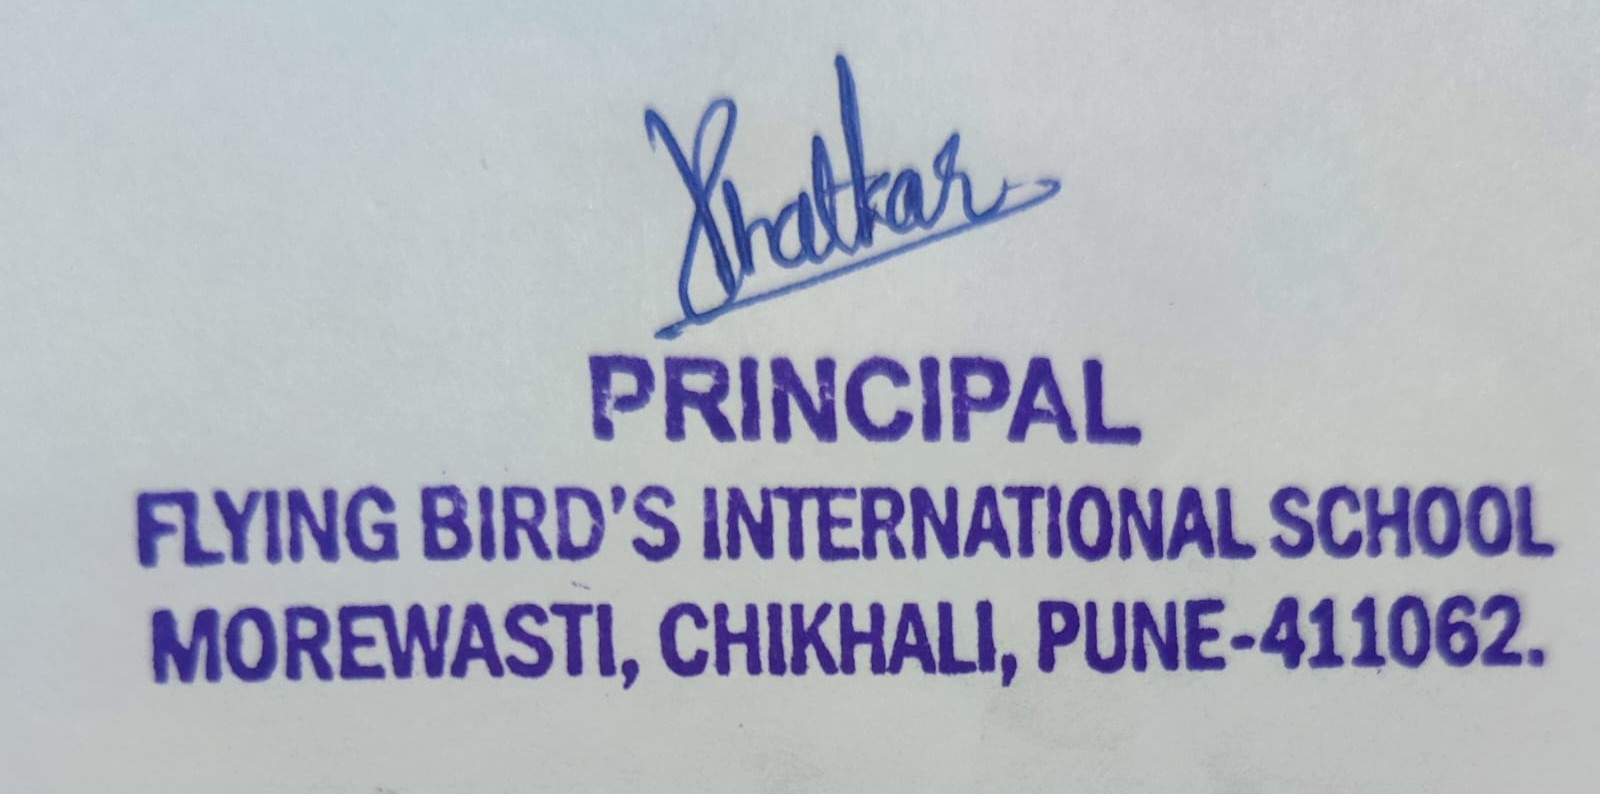 PRINCIPAL
FLYING BIRD'S INTERNATIONAL SCHOOL
MOREWASTI, CHIKHALI, PUNE-411062.